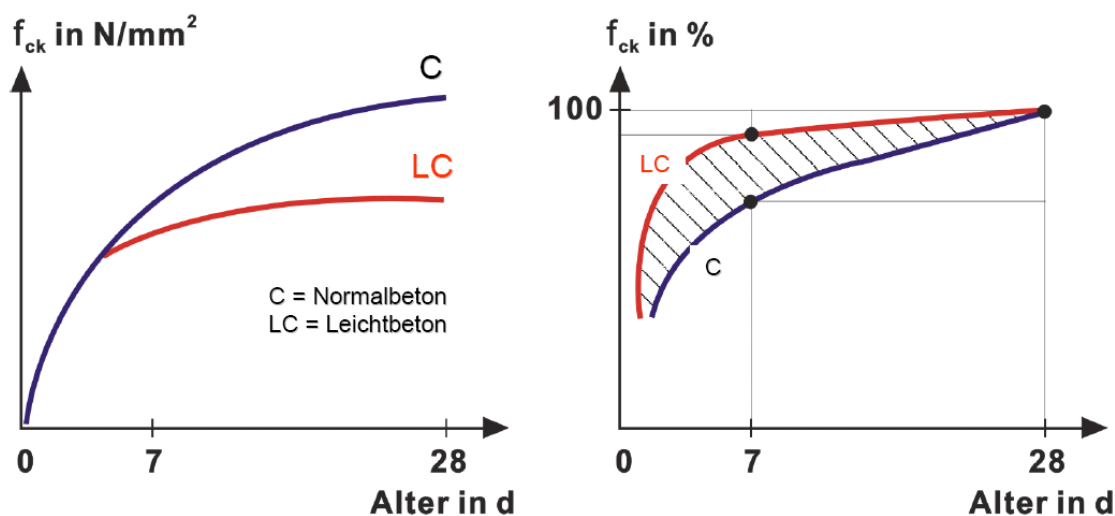 f_ck in N/mm²
C
LC
C = Normalbeton
LC = Leichtbeton
0 7 28
Alter in d
f_ck in %
100
LC
C
0 7 28
Alter in d